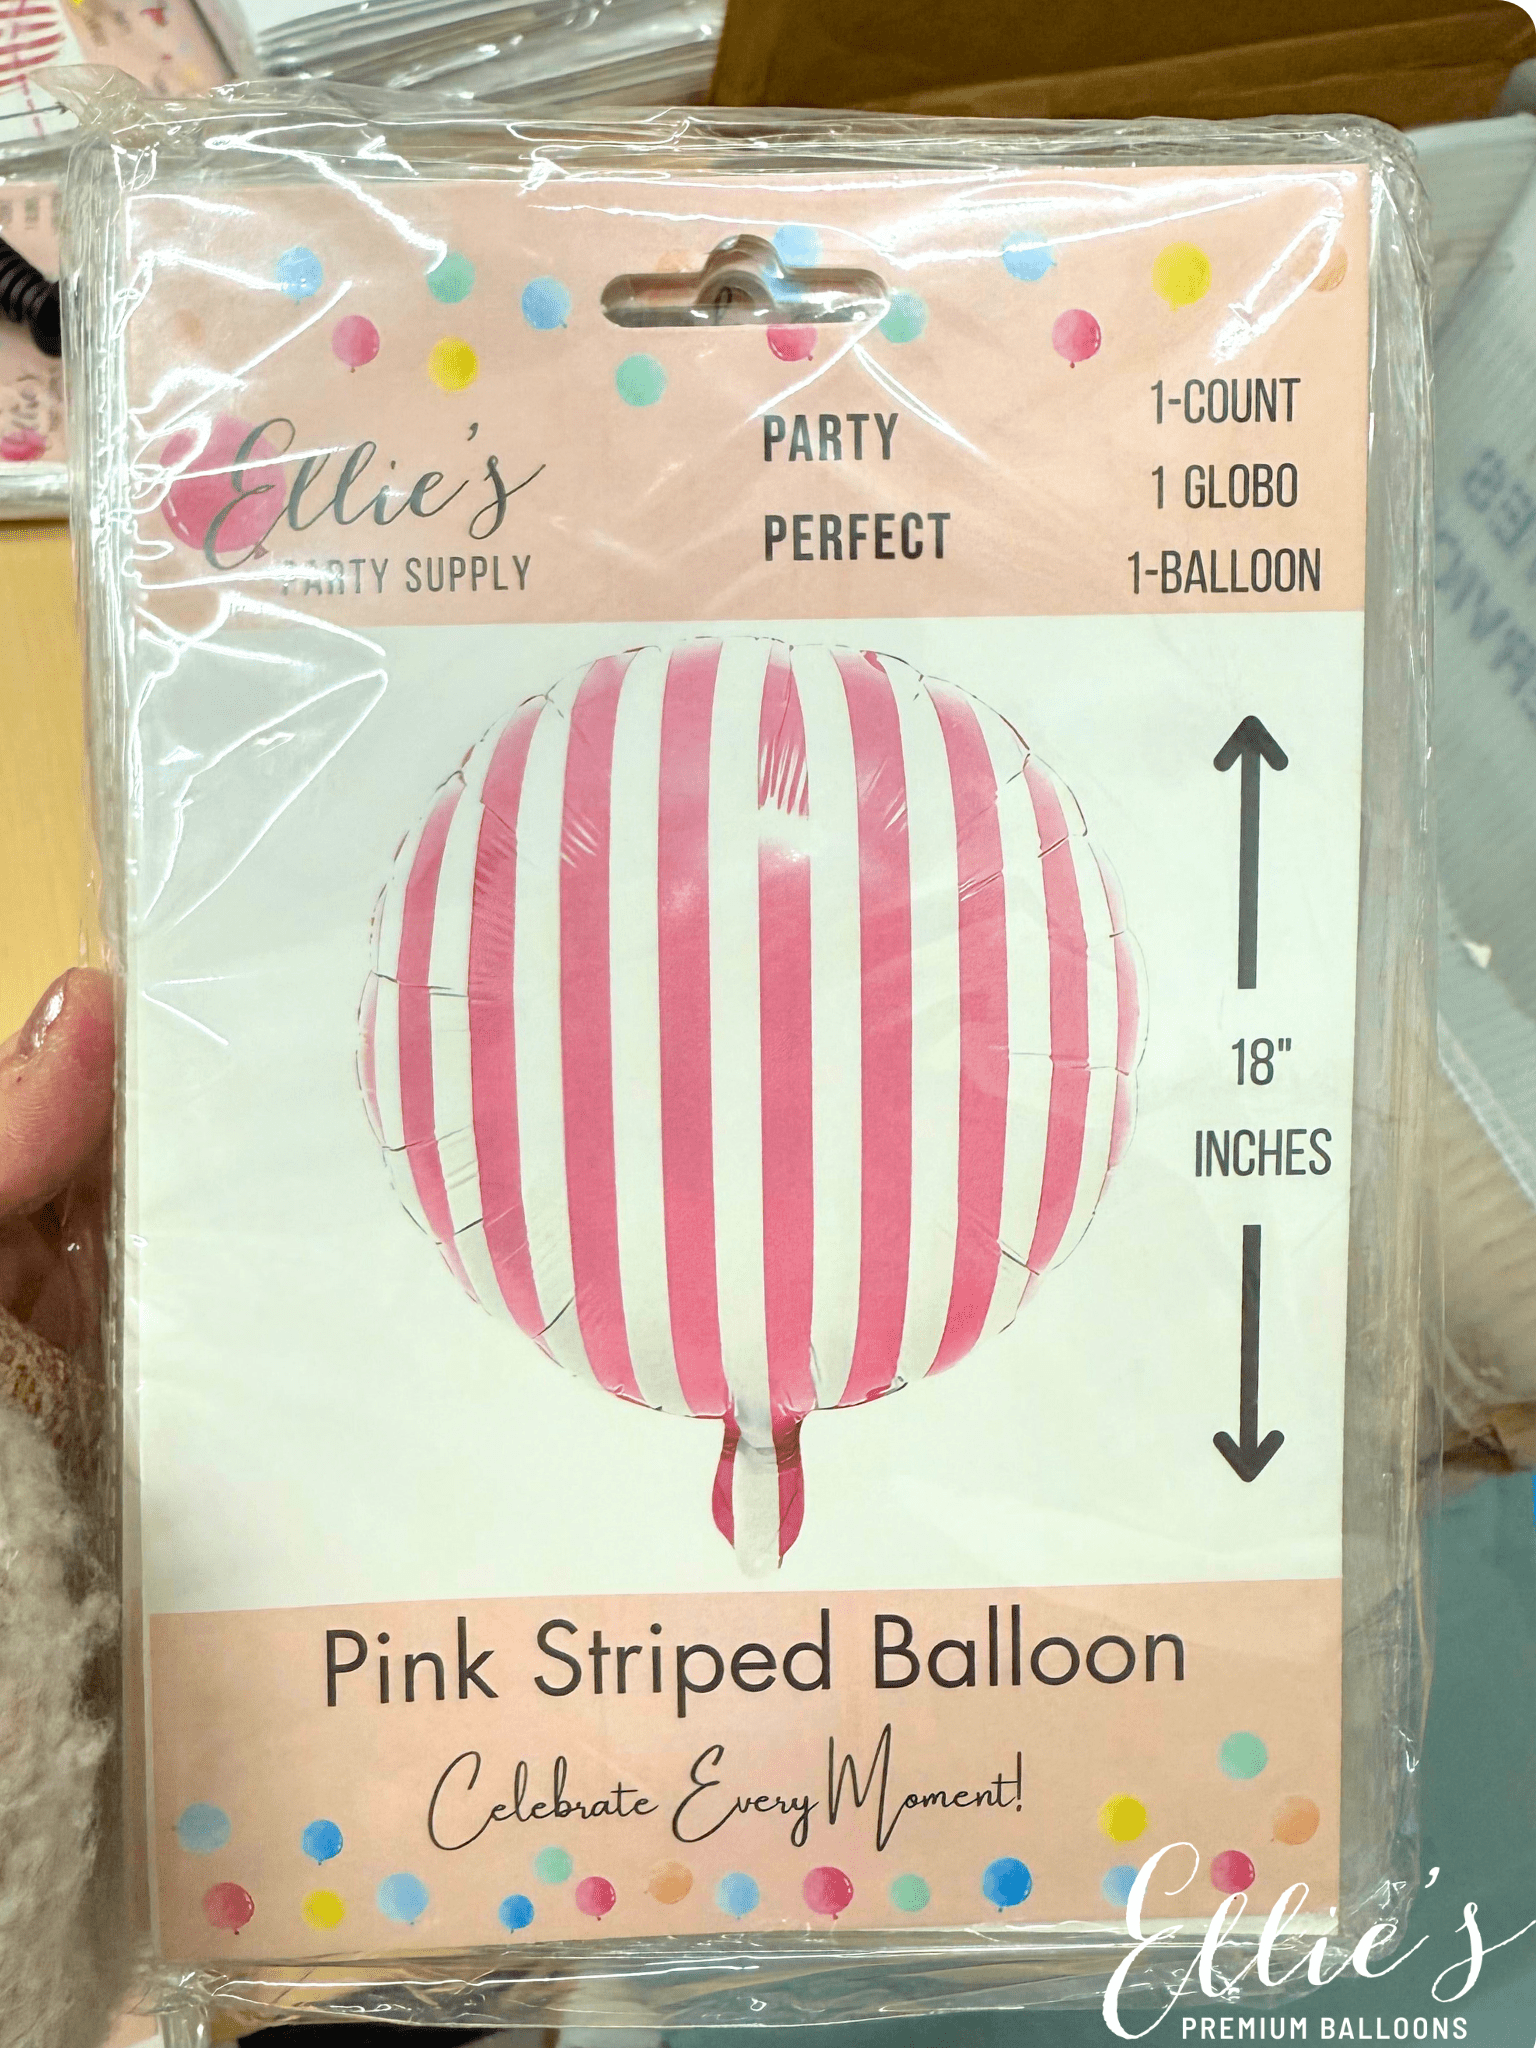 Ellie's
PARTY SUPPLY
PARTY
PERFECT
1-COUNT
1 GLOBO
1-BALLOON
18"
INCHES
Pink Striped Balloon
Celebrate Every Moment!
Ellie's
PREMIUM BALLOONS